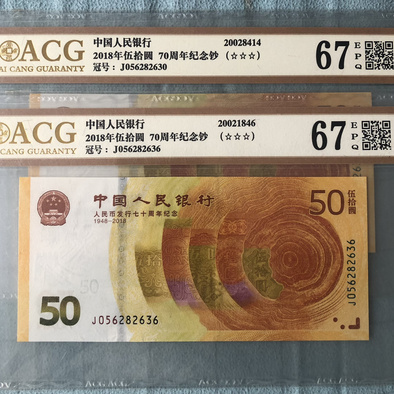 ACG
AI CANG GUARANTY
中国人民银行
2018年伍拾圆 70周年纪念钞
冠号：J056282630
20028414
(☆☆☆)
67 EPQ
ACG
AI CANG GUARANTY
中国人民银行
2018年伍拾圆 70周年纪念钞
冠号：J056282636
20021846
(☆☆☆)
67 EPQ
中国人民银行
人民币发行七十周年纪念
1948-2018
50
伍拾圆
J056282636
50
J056282636